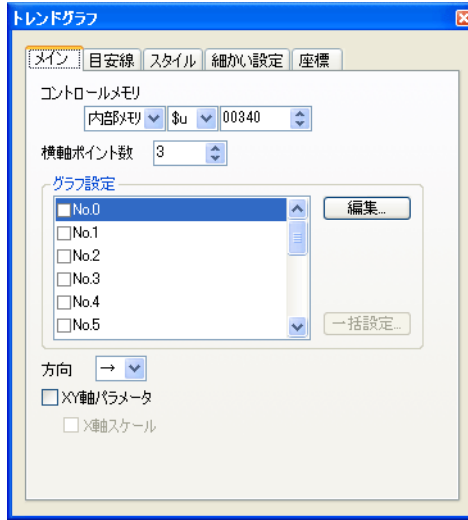 トレンドグラフ
メイン 目安線 スタイル 細かい設定 座標
コントロールメモリ
内部メモリ $u 00340
横軸ポイント数 3
グラフ設定
No.0 編集...
No.1
No.2
No.3
No.4
No.5 一括設定...
方向 →
XY軸パラメータ
X軸スケール